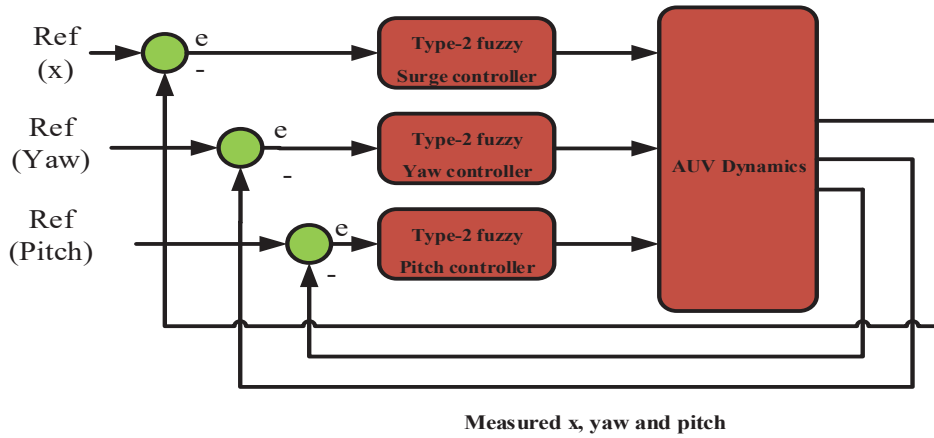 Ref
(x)
e
-
Type-2 fuzzy
Surge controller
Ref
(Yaw)
e
-
Type-2 fuzzy
Yaw controller
AUV Dynamics
Ref
(Pitch)
e
-
Type-2 fuzzy
Pitch controller
Measured x, yaw and pitch